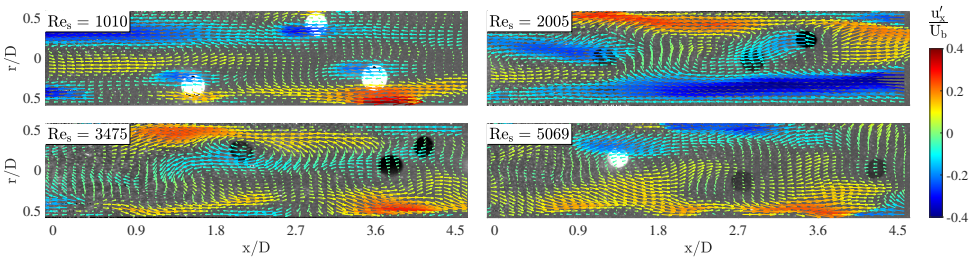 Re_s = 1010
Re_s = 2005
Re_s = 3475
Re_s = 5069
0.5
0
0.5
r/D
0.5
0
0.5
r/D
0 0.9 1.8 2.7 3.6 4.5
x/D
0 0.9 1.8 2.7 3.6 4.5
x/D
u'_x
U_b
0.4
0.2
0
-0.2
-0.4